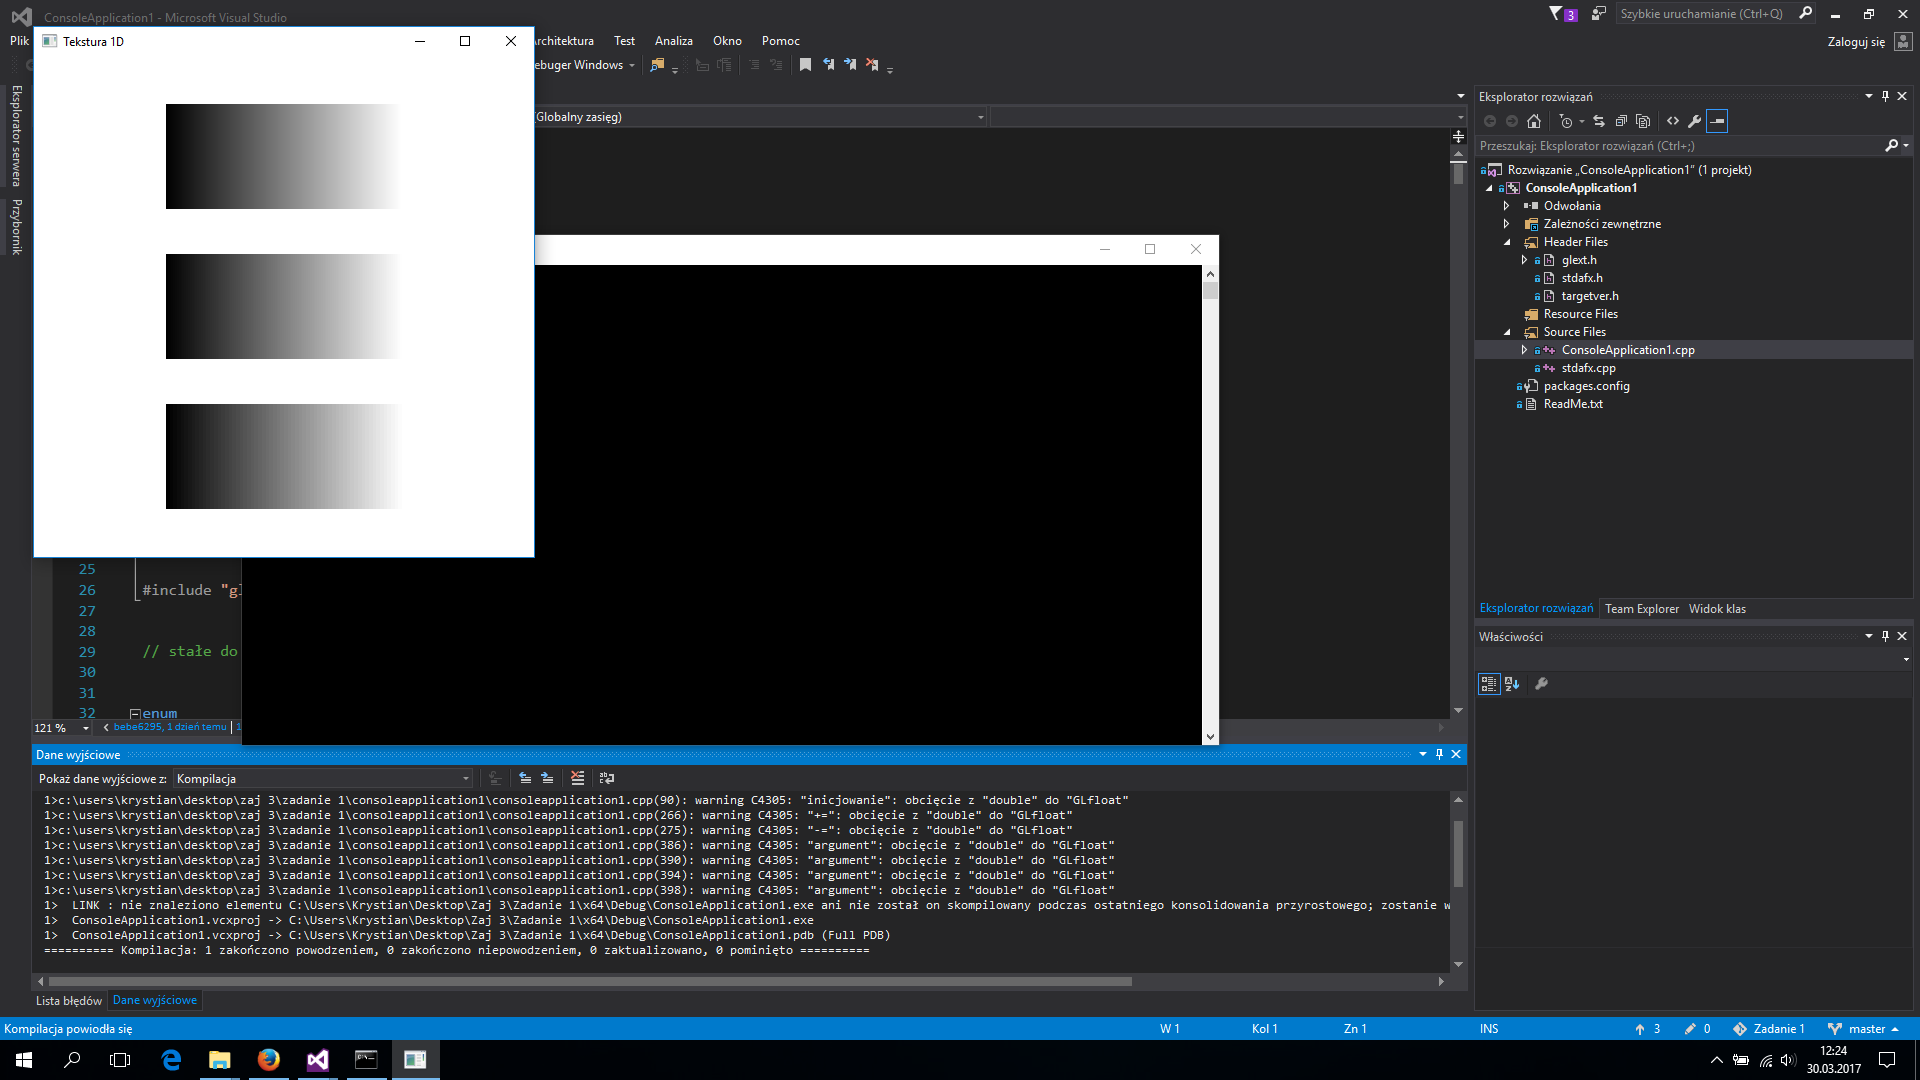 ConsoleApplication1 - Microsoft Visual Studio
3
Szybkie uruchamianie (Ctrl+Q)
Plik
Tekstura 1D
Architektura Test Analiza Okno Pomoc
Zaloguj się
Debuger Windows
Eksplorator serwera
Przybornik
(Globalny zasięg)
25
26 #include "gl
27
28
29 // stałe do
30
31
32 enum
121 %
bebe6295, 1 dzień temu | 1
Eksplorator rozwiązań
Przeszukaj: Eksplorator rozwiązań (Ctrl+;)
Rozwiązanie „ConsoleApplication1” (1 projekt)
ConsoleApplication1
Odwołania
Zależności zewnętrzne
Header Files
glext.h
stdafx.h
targetver.h
Resource Files
Source Files
ConsoleApplication1.cpp
stdafx.cpp
packages.config
ReadMe.txt
Eksplorator rozwiązań Team Explorer Widok klas
Właściwości
Dane wyjściowe
Pokaż dane wyjściowe z: Kompilacja
1>c:\users\krystian\desktop\zaj 3\zadanie 1\consoleapplication1\consoleapplication1.cpp(90): warning C4305: "inicjowanie": obcięcie z "double" do "GLfloat"
1>c:\users\krystian\desktop\zaj 3\zadanie 1\consoleapplication1\consoleapplication1.cpp(266): warning C4305: "+=": obcięcie z "double" do "GLfloat"
1>c:\users\krystian\desktop\zaj 3\zadanie 1\consoleapplication1\consoleapplication1.cpp(275): warning C4305: "-=": obcięcie z "double" do "GLfloat"
1>c:\users\krystian\desktop\zaj 3\zadanie 1\consoleapplication1\consoleapplication1.cpp(386): warning C4305: "argument": obcięcie z "double" do "GLfloat"
1>c:\users\krystian\desktop\zaj 3\zadanie 1\consoleapplication1\consoleapplication1.cpp(390): warning C4305: "argument": obcięcie z "double" do "GLfloat"
1>c:\users\krystian\desktop\zaj 3\zadanie 1\consoleapplication1\consoleapplication1.cpp(394): warning C4305: "argument": obcięcie z "double" do "GLfloat"
1>c:\users\krystian\desktop\zaj 3\zadanie 1\consoleapplication1\consoleapplication1.cpp(398): warning C4305: "argument": obcięcie z "double" do "GLfloat"
1> LINK : nie znaleziono elementu C:\Users\Krystian\Desktop\Zaj 3\Zadanie 1\x64\Debug\ConsoleApplication1.exe ani nie został on skompilowany podczas ostatniego konsolidowania przyrostowego; zostanie w
1> ConsoleApplication1.vcxproj -> C:\Users\Krystian\Desktop\Zaj 3\Zadanie 1\x64\Debug\ConsoleApplication1.exe
1> ConsoleApplication1.vcxproj -> C:\Users\Krystian\Desktop\Zaj 3\Zadanie 1\x64\Debug\ConsoleApplication1.pdb (Full PDB)
========== Kompilacja: 1 zakończono powodzeniem, 0 zakończono niepowodzeniem, 0 zaktualizowano, 0 pominięto ==========
Lista błędów Dane wyjściowe
Kompilacja powiodła się
W 1 Kol 1 Zn 1 INS 3 0 Zadanie 1 master
12:24
30.03.2017